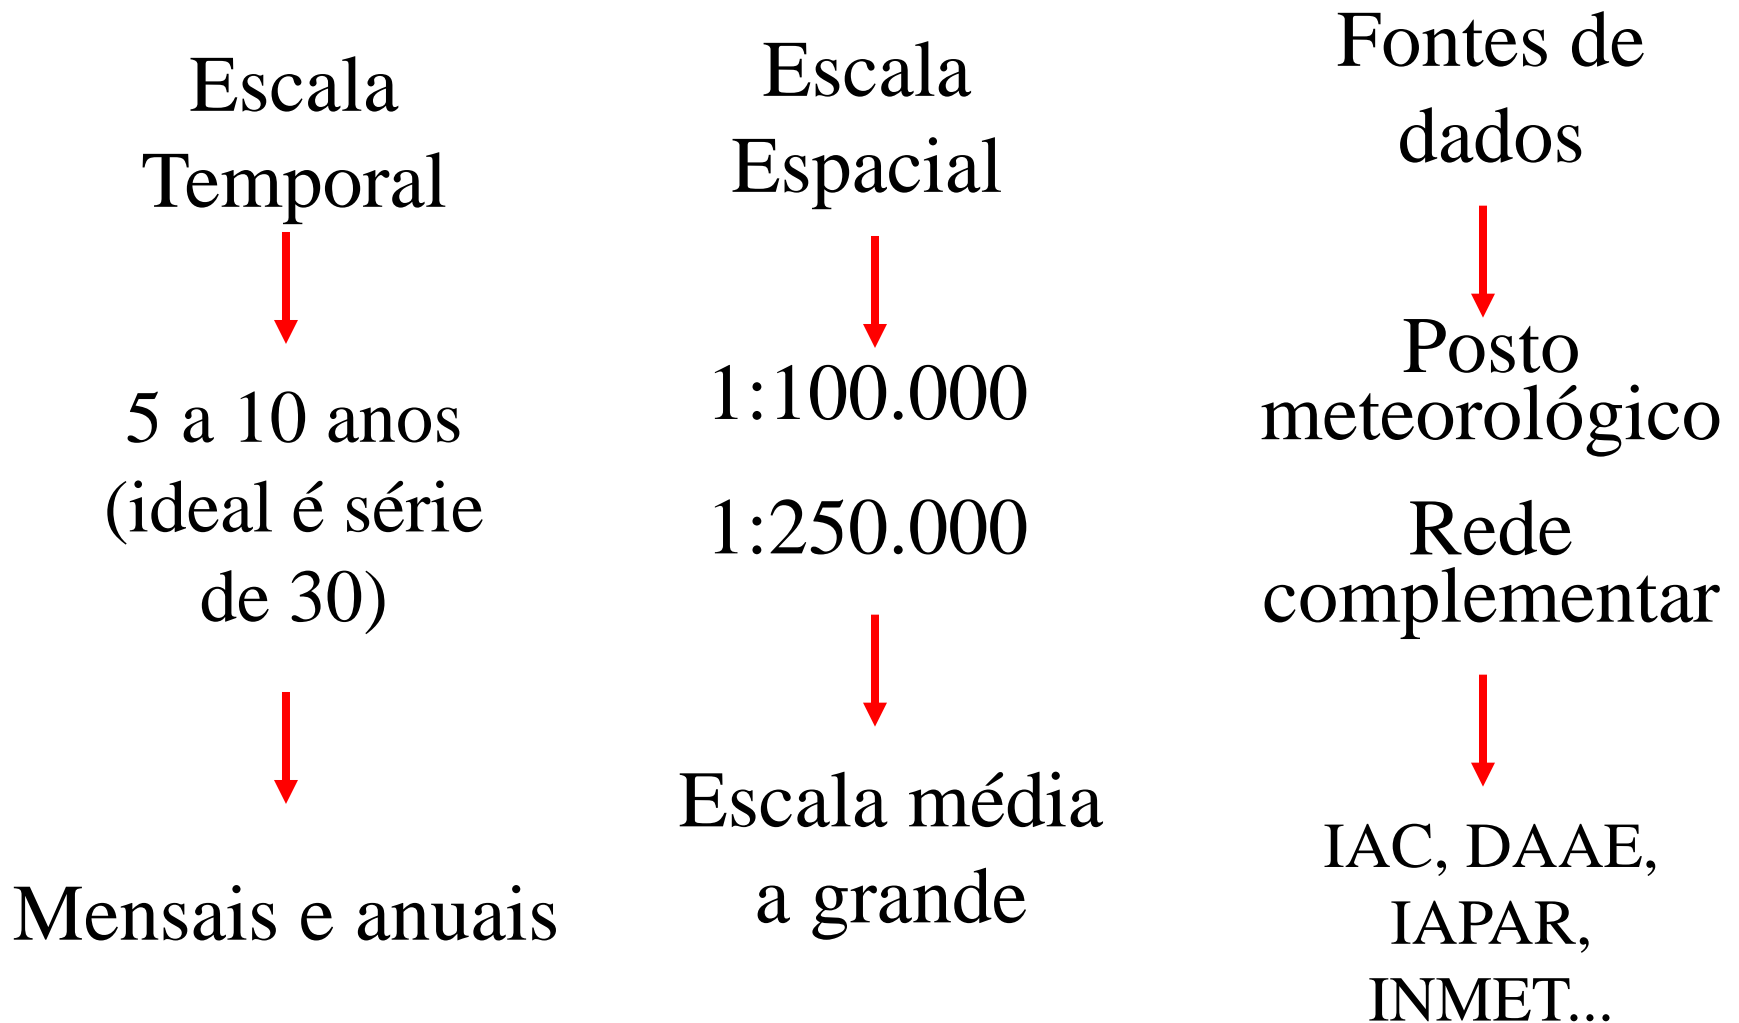 Escala
Temporal
5 a 10 anos
(ideal é série
de 30)
Mensais e anuais
Escala
Espacial
1:100.000
1:250.000
Escala média
a grande
Fontes de
dados
Posto
meteorológico
Rede
complementar
IAC, DAAE,
IAPAR,
INMET...